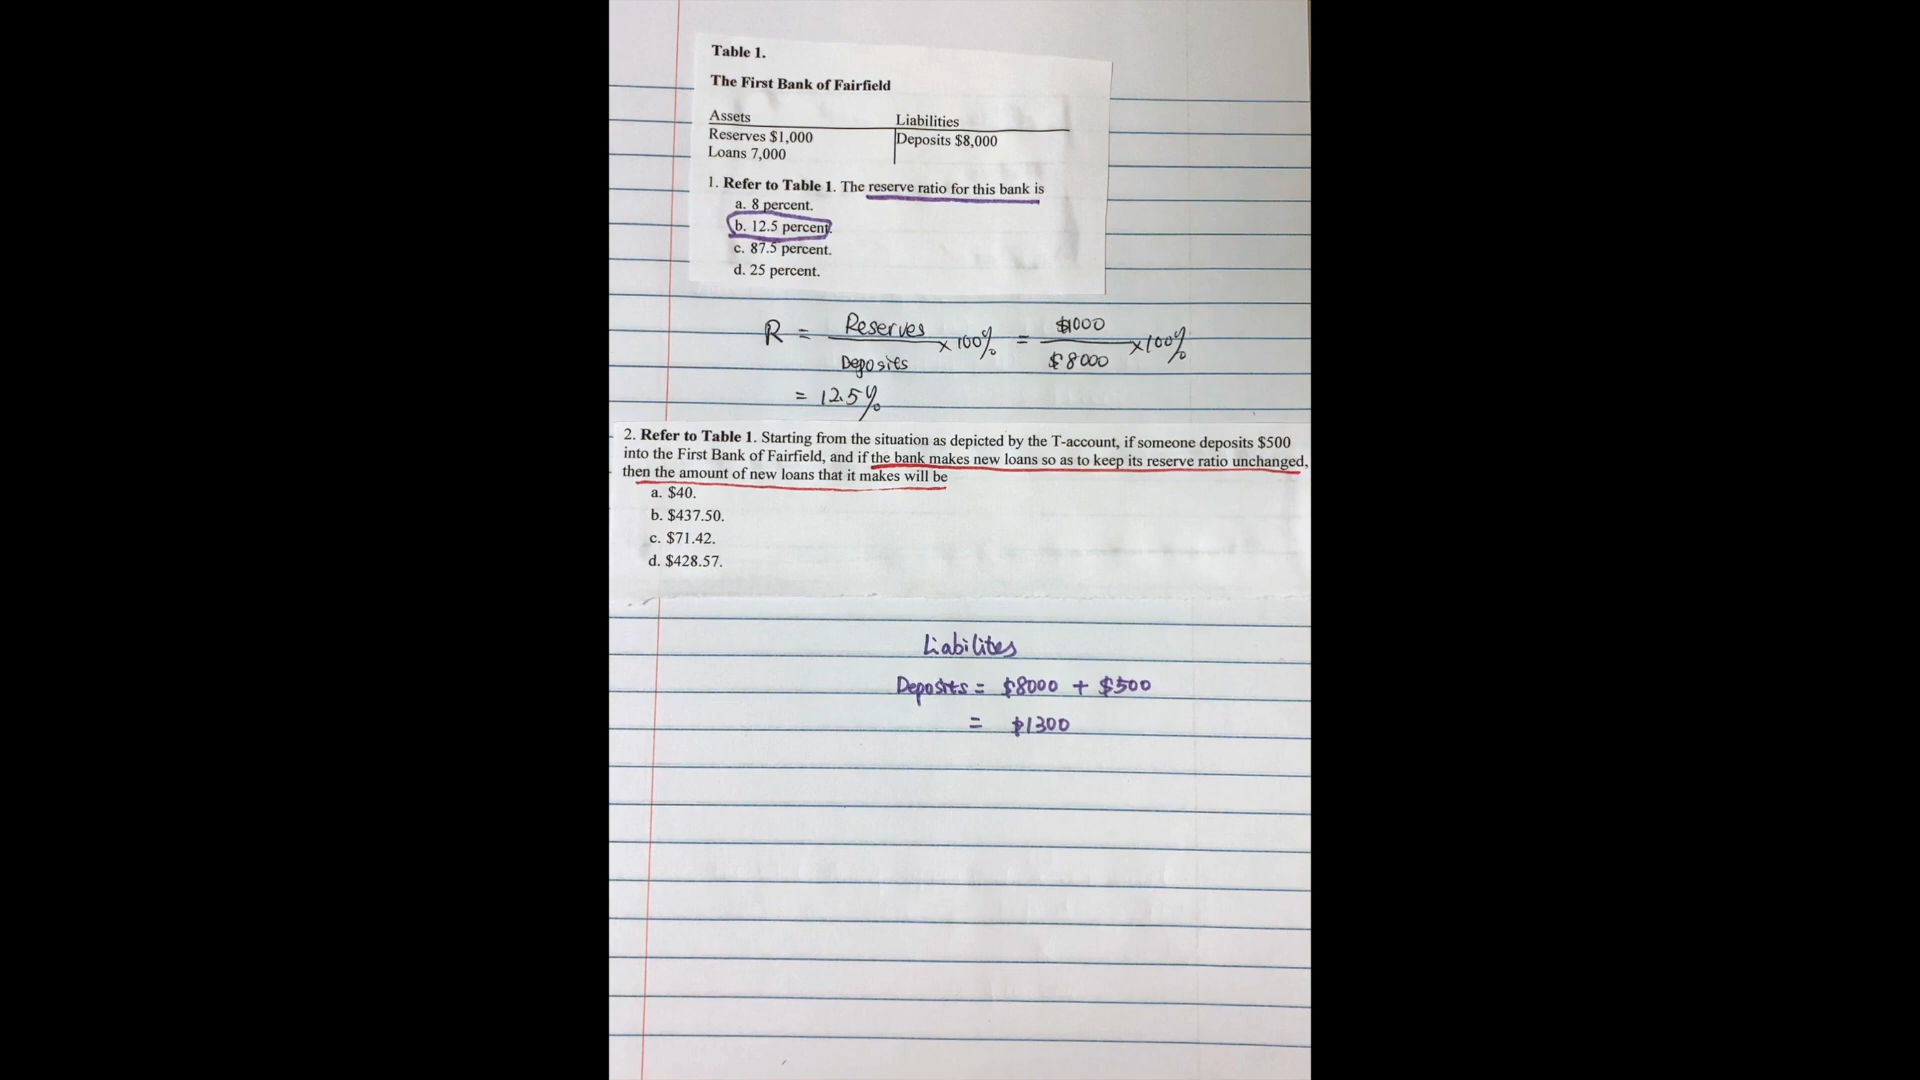 Table 1.
The First Bank of Fairfield
Assets Liabilities
Reserves $1,000 Deposits $8,000
Loans 7,000
1. Refer to Table 1. The reserve ratio for this bank is
a. 8 percent.
b. 12.5 percent.
c. 87.5 percent.
d. 25 percent.
R = Reserves / Deposits × 100% = $1000 / $8000 × 100%
= 12.5%
2. Refer to Table 1. Starting from the situation as depicted by the T-account, if someone deposits $500
into the First Bank of Fairfield, and if the bank makes new loans so as to keep its reserve ratio unchanged,
then the amount of new loans that it makes will be
a. $40.
b. $437.50.
c. $71.42.
d. $428.57.
Liabilites
Deposits = $8000 + $500
= $1300